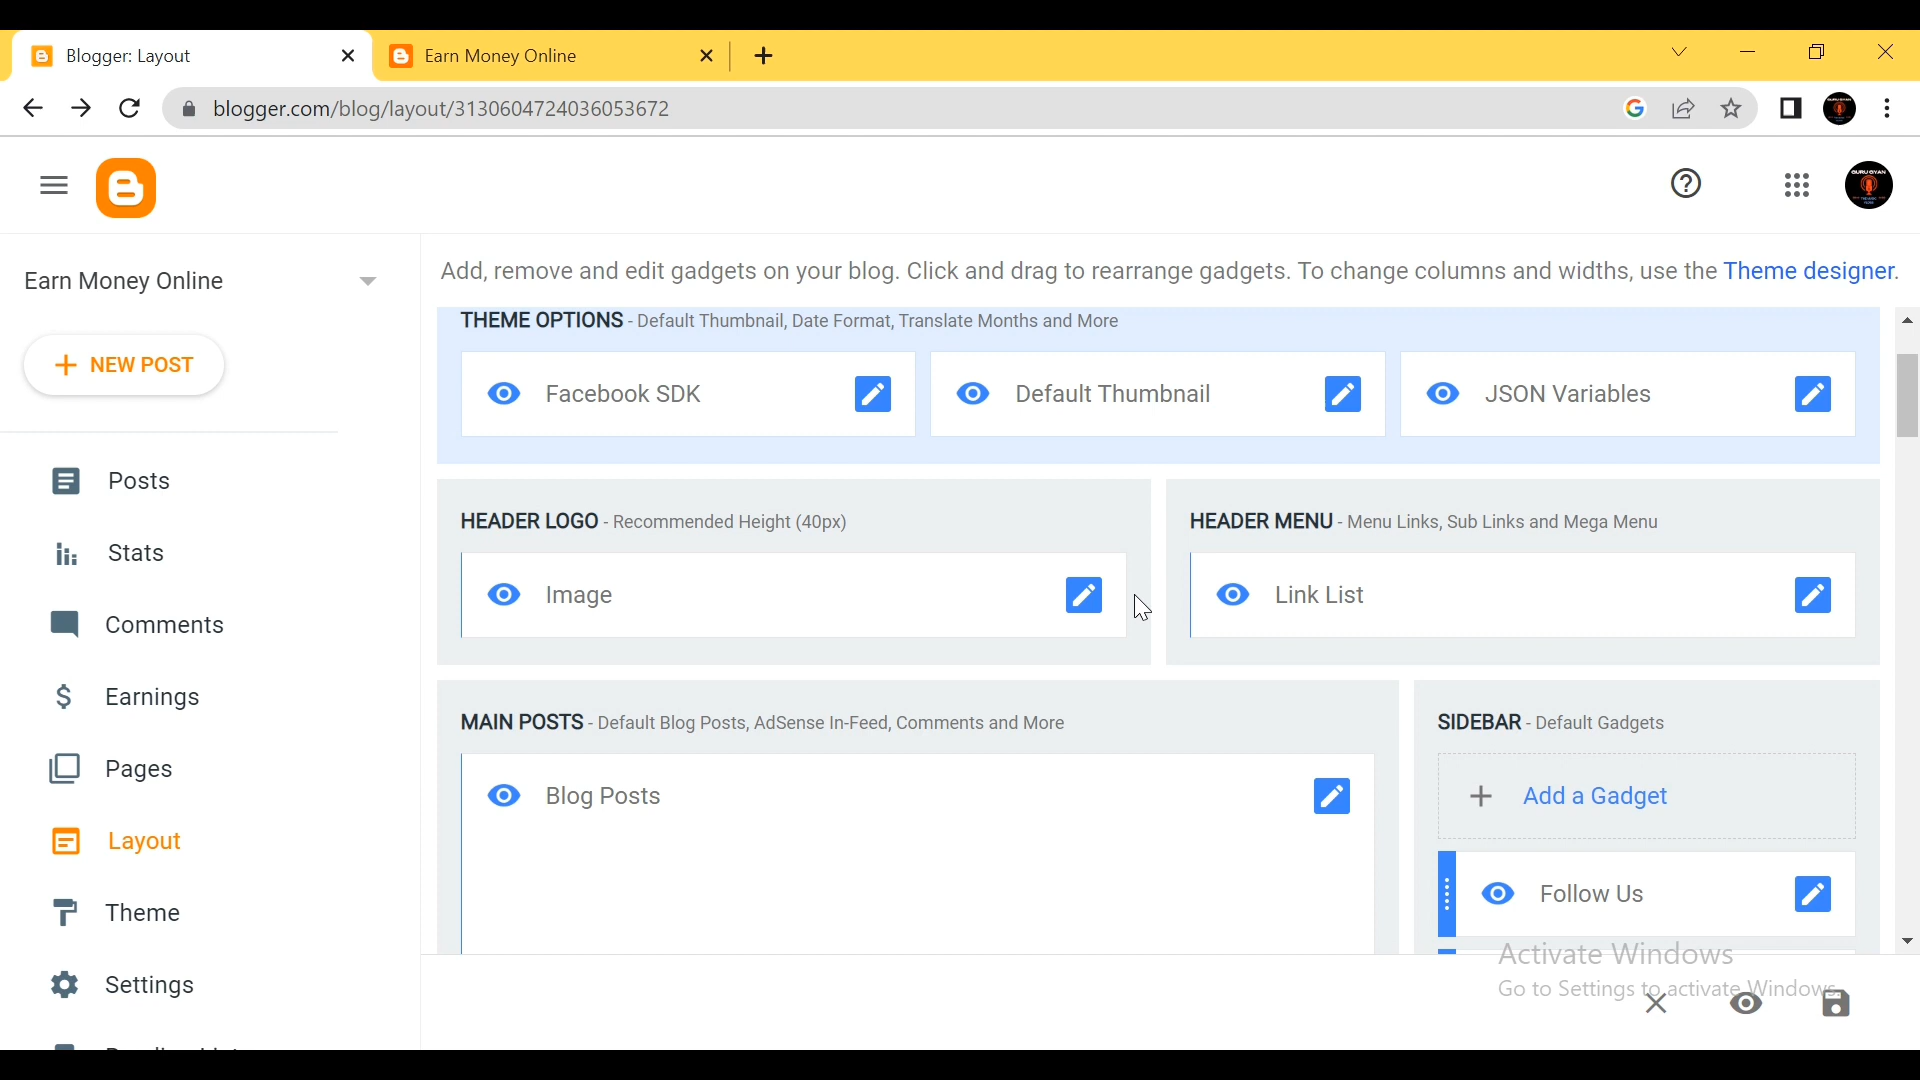 Blogger: Layout
Earn Money Online
blogger.com/blog/layout/3130604724036053672
GURU GYAN
Earn Money Online
Add, remove and edit gadgets on your blog. Click and drag to rearrange gadgets. To change columns and widths, use the Theme designer.
NEW POST
THEME OPTIONS - Default Thumbnail, Date Format, Translate Months and More
Facebook SDK
Default Thumbnail
JSON Variables
Posts
Stats
Comments
Earnings
Pages
Layout
Theme
Settings
HEADER LOGO - Recommended Height (40px)
Image
HEADER MENU - Menu Links, Sub Links and Mega Menu
Link List
MAIN POSTS - Default Blog Posts, AdSense In-Feed, Comments and More
Blog Posts
SIDEBAR - Default Gadgets
Add a Gadget
Follow Us
Activate Windows
Go to Settings to activate Windows.